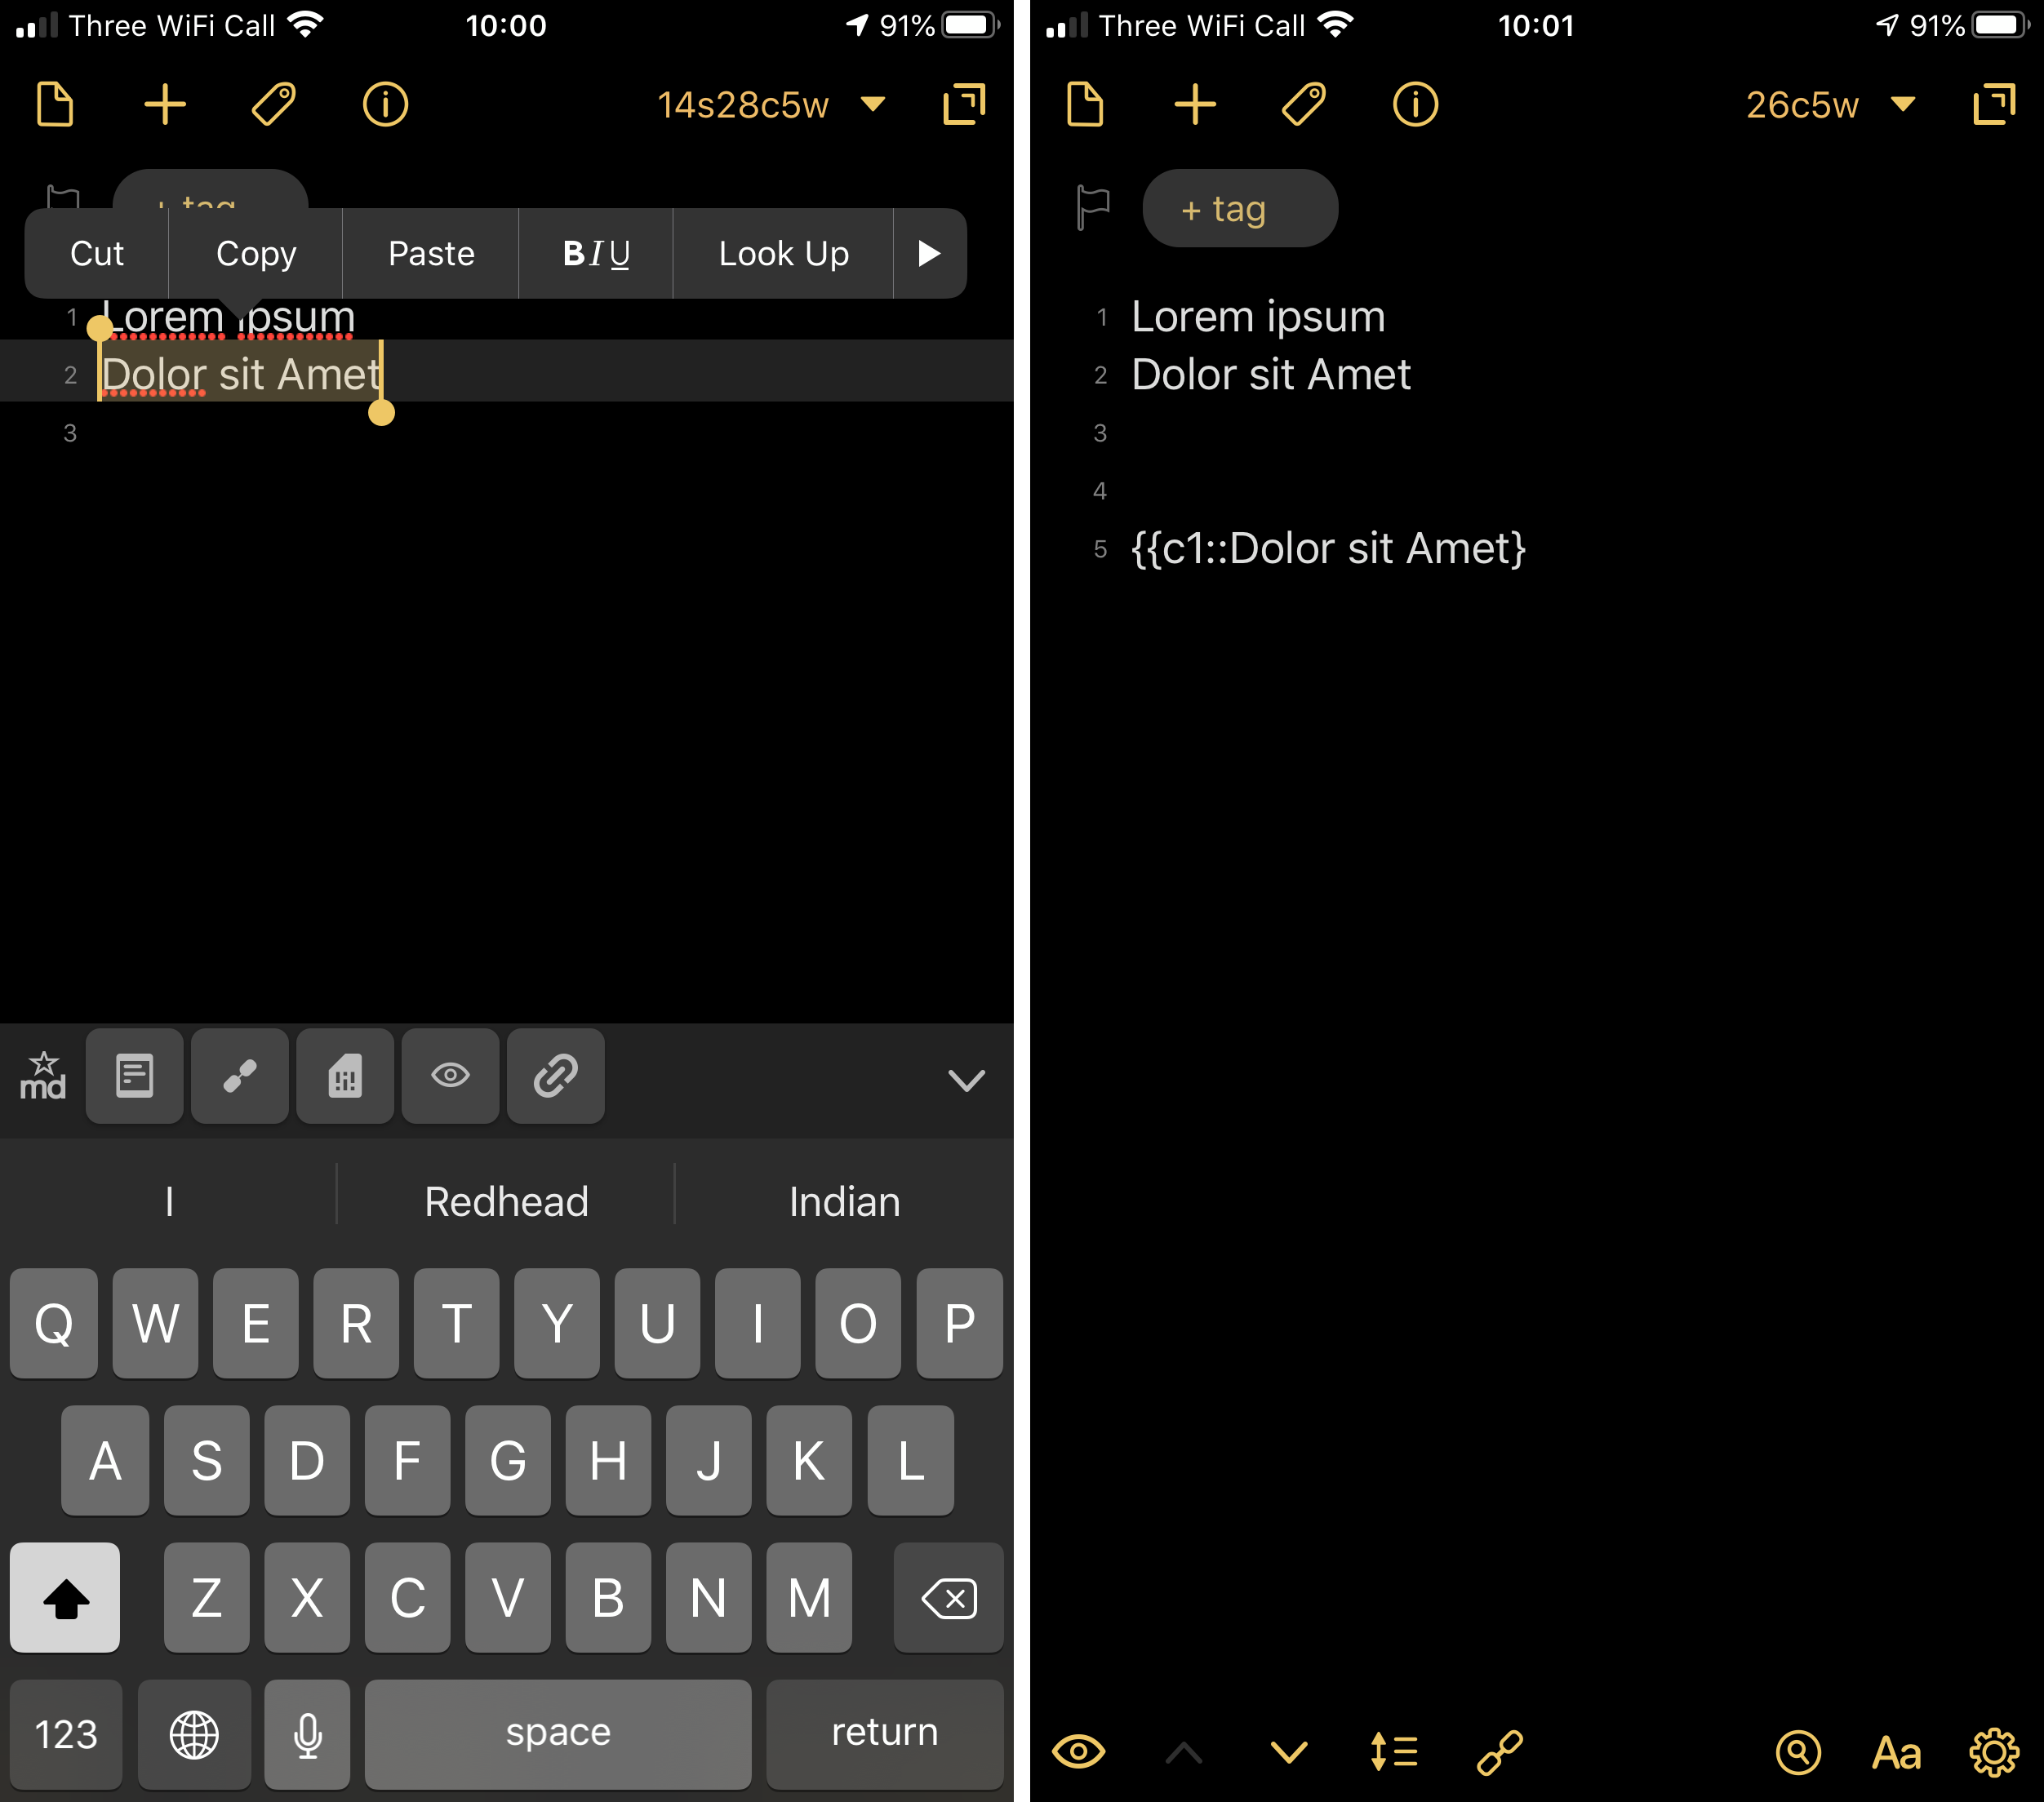 Three WiFi Call 10:00 91%
14s28c5w
+ tag
Cut Copy Paste B I U Look Up
1 Lorem ipsum
2 Dolor sit Amet
3
md
I Redhead Indian
Q W E R T Y U I O P
A S D F G H J K L
Z X C V B N M
123 space return
Three WiFi Call 10:01 91%
26c5w
+ tag
1 Lorem ipsum
2 Dolor sit Amet
3
4
5 {{c1::Dolor sit Amet}
Aa